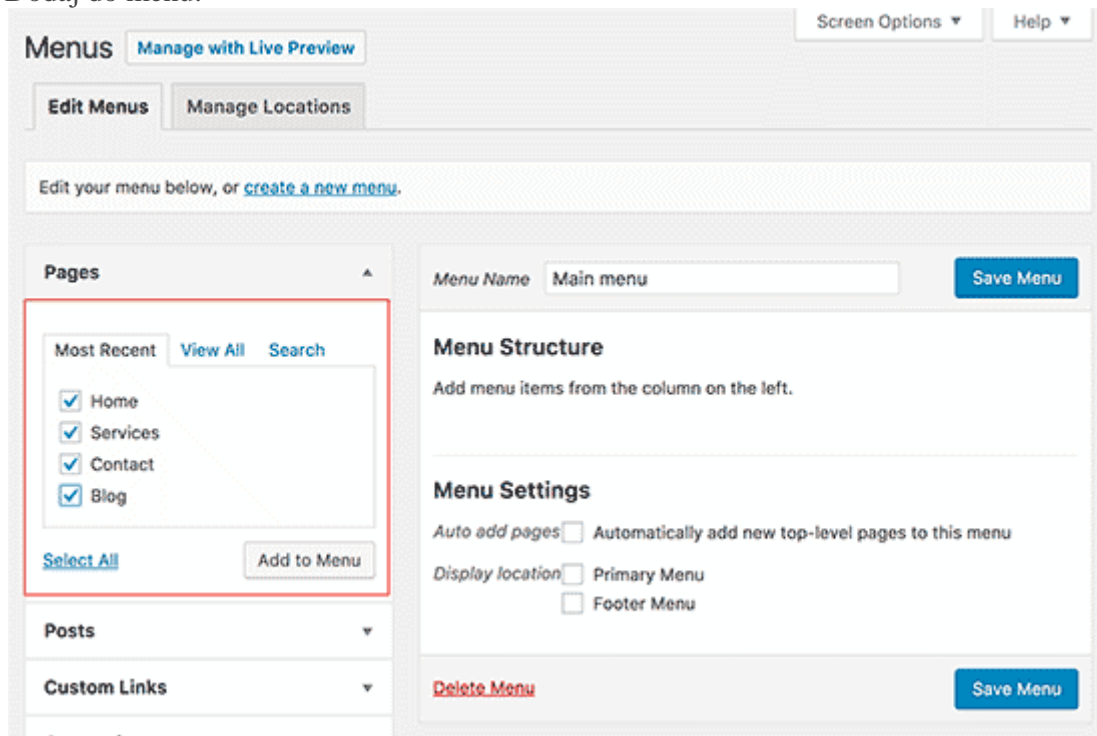 Dodaj do menu.
Screen Options ▼ Help ▼
Menus Manage with Live Preview
Edit Menus Manage Locations
Edit your menu below, or create a new menu.
Pages
Most Recent View All Search
Home
Services
Contact
Blog
Select All Add to Menu
Posts
Custom Links
Menu Name Main menu Save Menu
Menu Structure
Add menu items from the column on the left.
Menu Settings
Auto add pages Automatically add new top-level pages to this menu
Display location Primary Menu
Footer Menu
Delete Menu Save Menu